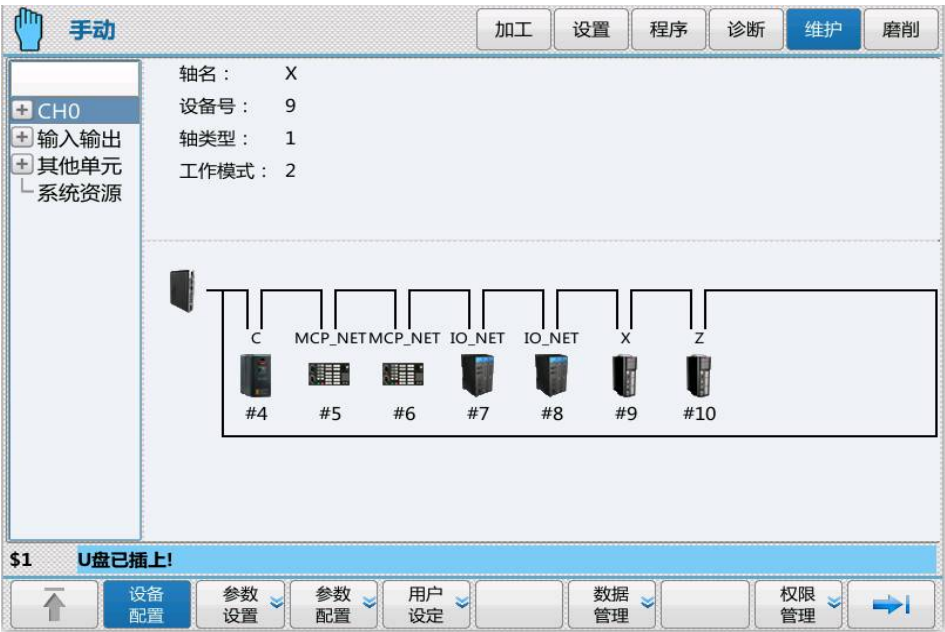 手动 加工 设置 程序 诊断 维护 磨削
CH0
输入输出
其他单元
系统资源
轴名： X
设备号： 9
轴类型： 1
工作模式： 2
C MCP_NET MCP_NET IO_NET IO_NET X Z
#4 #5 #6 #7 #8 #9 #10
$1 U盘已插上!
设备配置 参数设置 参数配置 用户设定 数据管理 权限管理